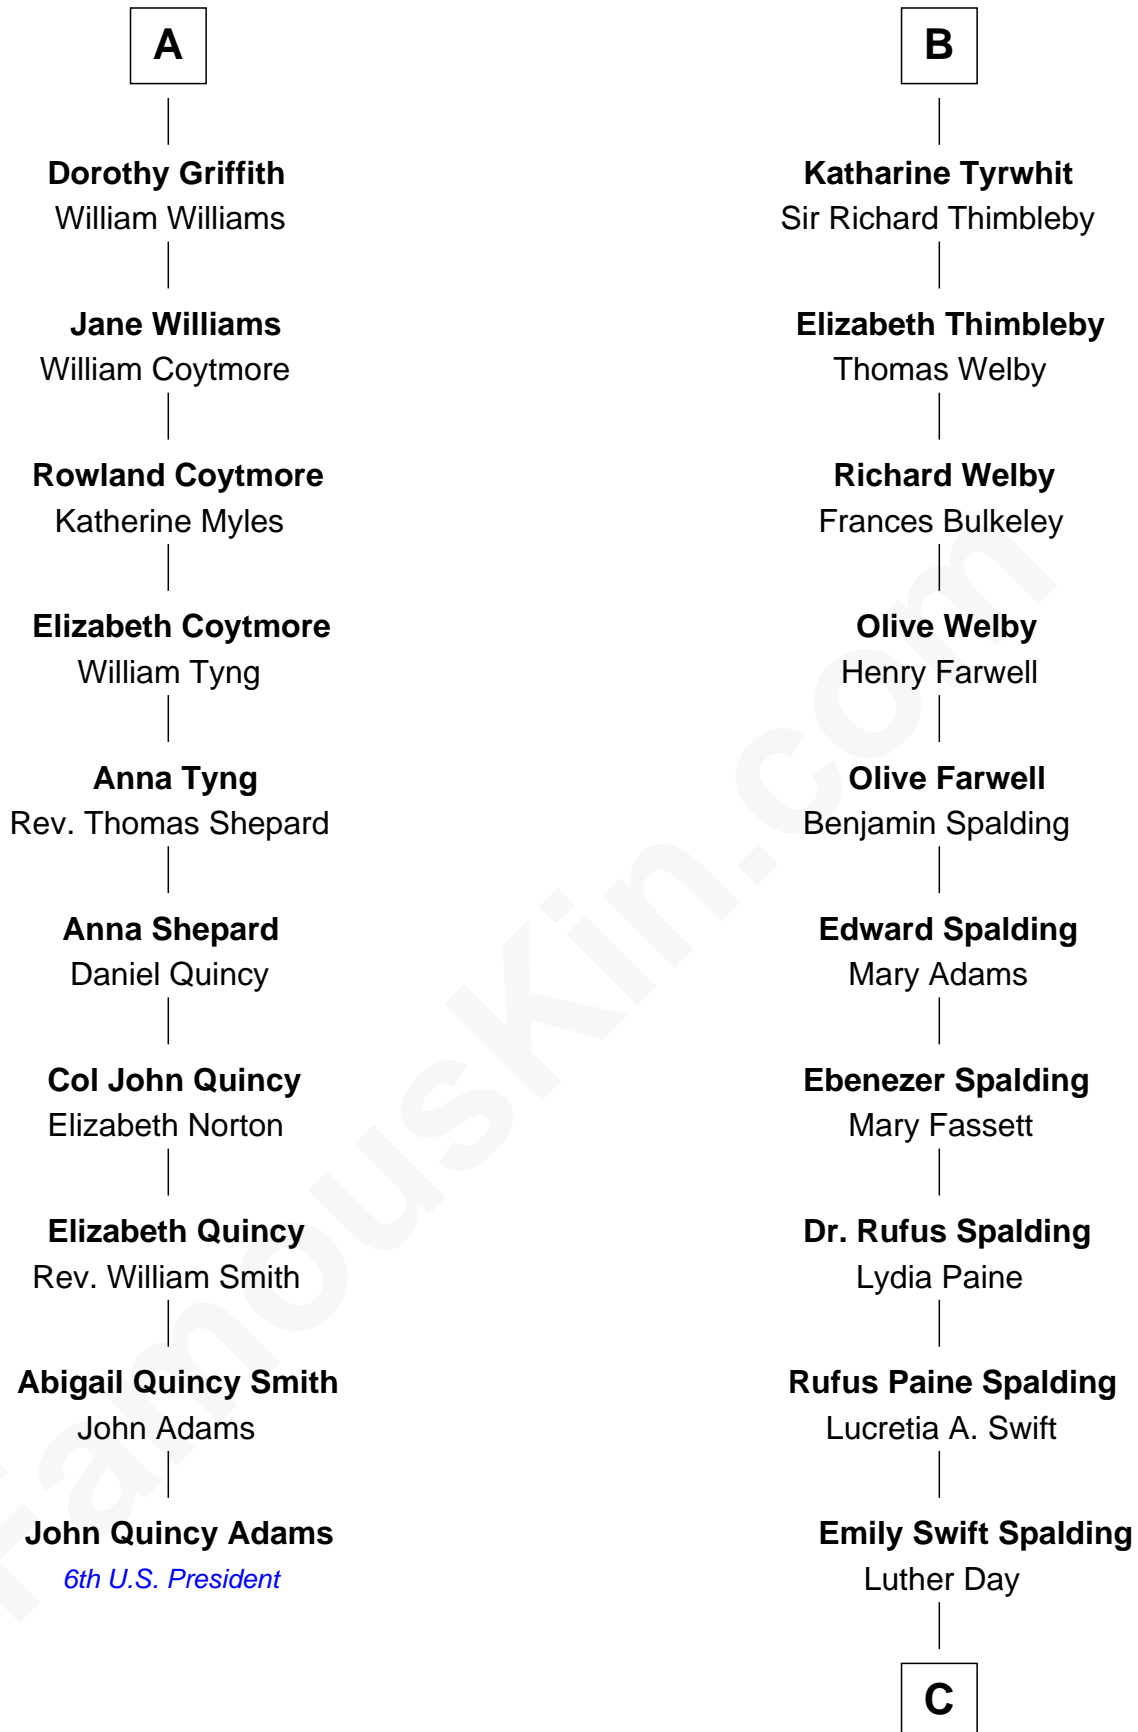 A
Dorothy Griffith
William Williams
Jane Williams
William Coytmore
Rowland Coytmore
Katherine Myles
Elizabeth Coytmore
William Tyng
Anna Tyng
Rev. Thomas Shepard
Anna Shepard
Daniel Quincy
Col John Quincy
Elizabeth Norton
Elizabeth Quincy
Rev. William Smith
Abigail Quincy Smith
John Adams
John Quincy Adams
6th U.S. President
B
Katharine Tyrwhit
Sir Richard Thimbleby
Elizabeth Thimbleby
Thomas Welby
Richard Welby
Frances Bulkeley
Olive Welby
Henry Farwell
Olive Farwell
Benjamin Spalding
Edward Spalding
Mary Adams
Ebenezer Spalding
Mary Fassett
Dr. Rufus Spalding
Lydia Paine
Rufus Paine Spalding
Lucretia A. Swift
Emily Swift Spalding
Luther Day
C
FamousKin.com